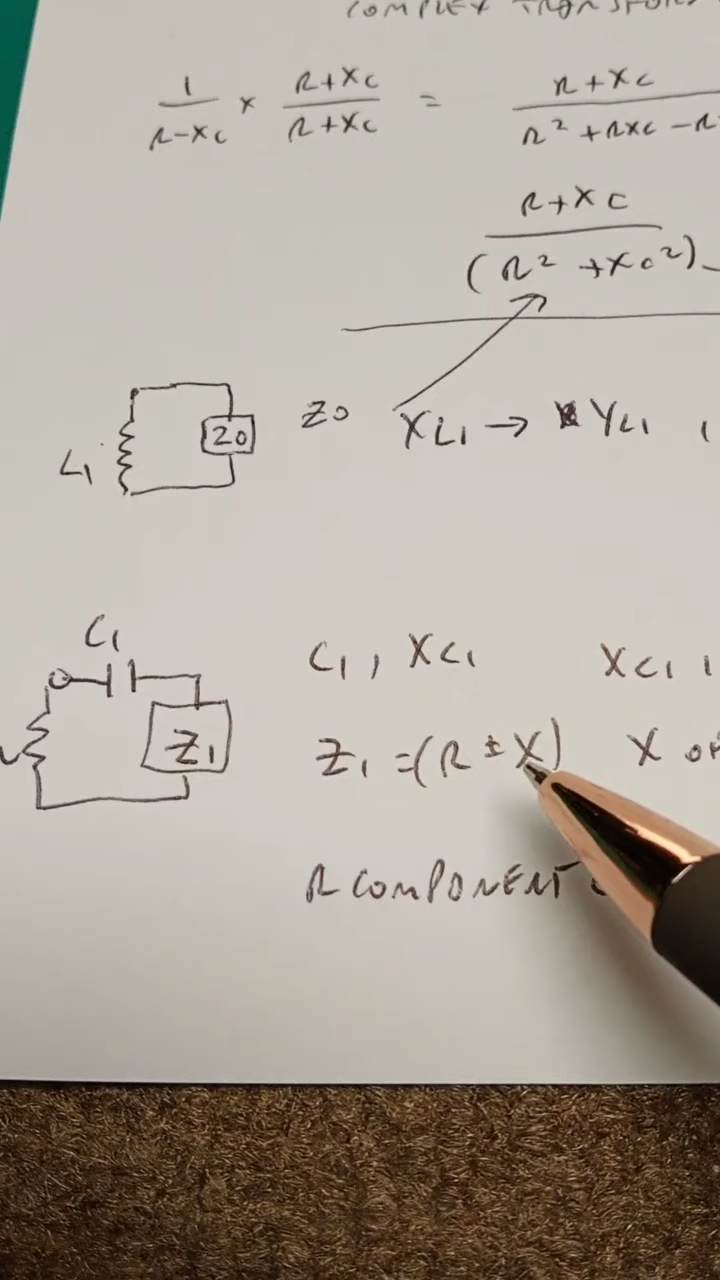 COMPLEX TRANSFOR
1/R-XC × R+XC/R+XC = R+XC/R²+RXC-R
R+XC/(R²+XC²)
L1 Z0 Z0 XL1 → YL1 ,
C1
C1, XC1 XC1,
Z1 Z1 =(R ± X) X OR
R COMPONENT